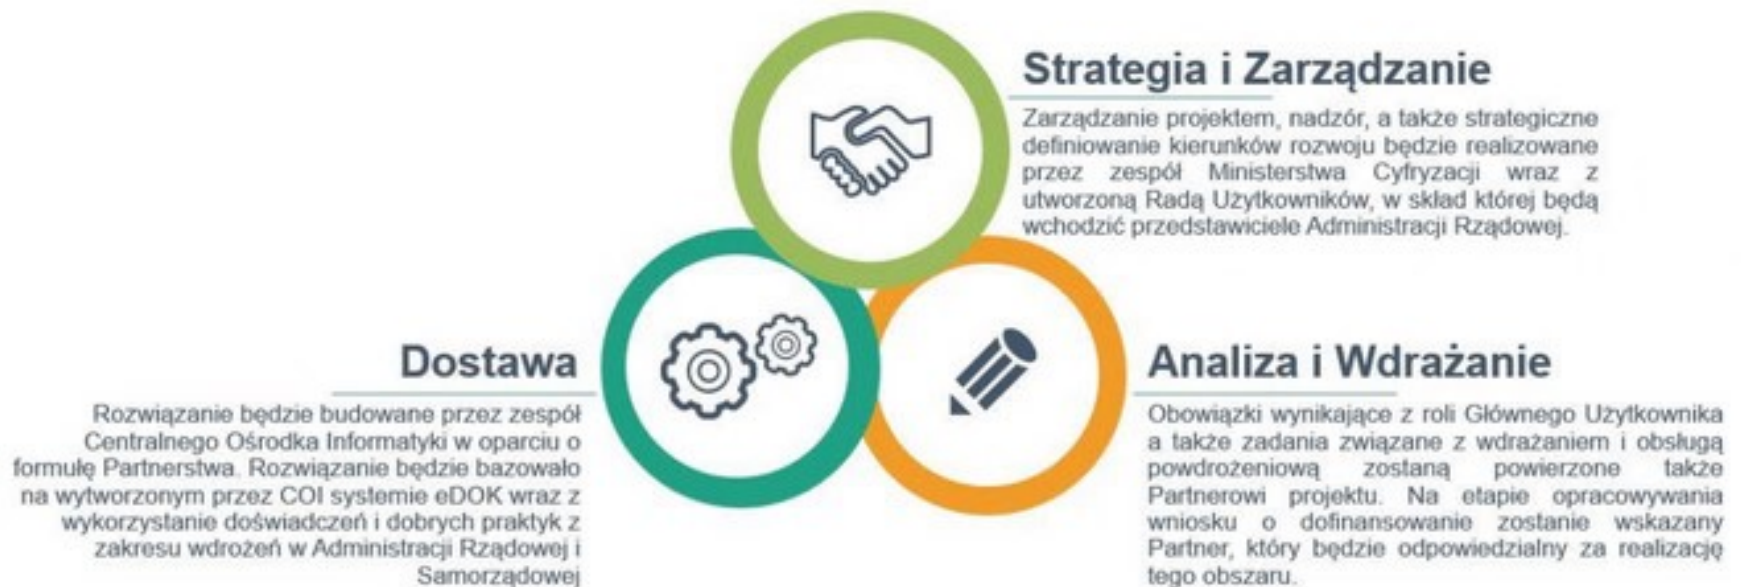 Strategia i Zarządzanie
Zarządzanie projektem, nadzór, a także strategiczne
definiowanie kierunków rozwoju będzie realizowane
przez zespół Ministerstwa Cyfryzacji wraz z
utworzoną Radą Użytkowników, w skład której będą
wchodzić przedstawiciele Administracji Rządowej.
Dostawa
Rozwiązanie będzie budowane przez zespół
Centralnego Ośrodka Informatyki w oparciu o
formułę Partnerstwa. Rozwiązanie będzie bazowało
na wytworzonym przez COI systemie eDOK wraz z
wykorzystanie doświadczeń i dobrych praktyk z
zakresu wdrożeń w Administracji Rządowej i
Samorządowej
Analiza i Wdrażanie
Obowiązki wynikające z roli Głównego Użytkownika
a także zadania związane z wdrażaniem i obsługą
powdrożeniową zostaną powierzone także
Partnerowi projektu. Na etapie opracowywania
wniosku o dofinansowanie zostanie wskazany
Partner, który będzie odpowiedzialny za realizację
tego obszaru.